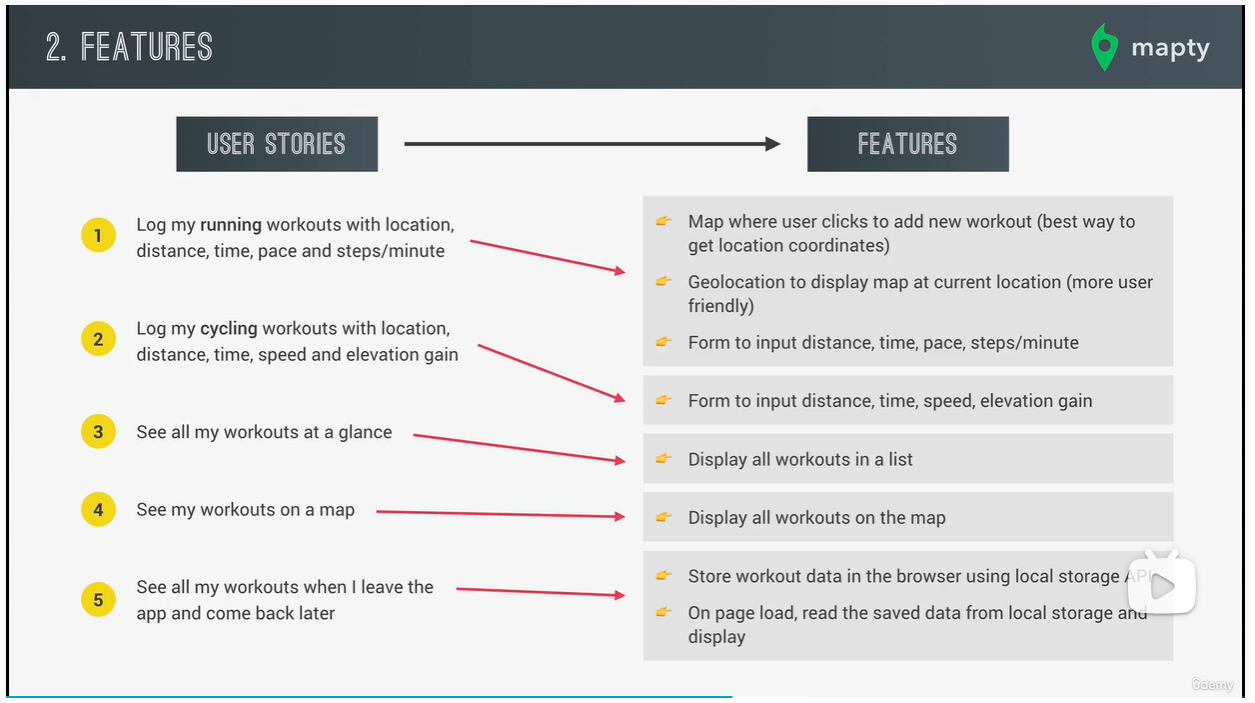 2. FEATURES
mapty
USER STORIES
FEATURES
1
Log my running workouts with location,
distance, time, pace and steps/minute
2
Log my cycling workouts with location,
distance, time, speed and elevation gain
3
See all my workouts at a glance
4
See my workouts on a map
5
See all my workouts when I leave the
app and come back later
Map where user clicks to add new workout (best way to
get location coordinates)
Geolocation to display map at current location (more user
friendly)
Form to input distance, time, pace, steps/minute
Form to input distance, time, speed, elevation gain
Display all workouts in a list
Display all workouts on the map
Store workout data in the browser using local storage API
On page load, read the saved data from local storage and
display
ûdemy